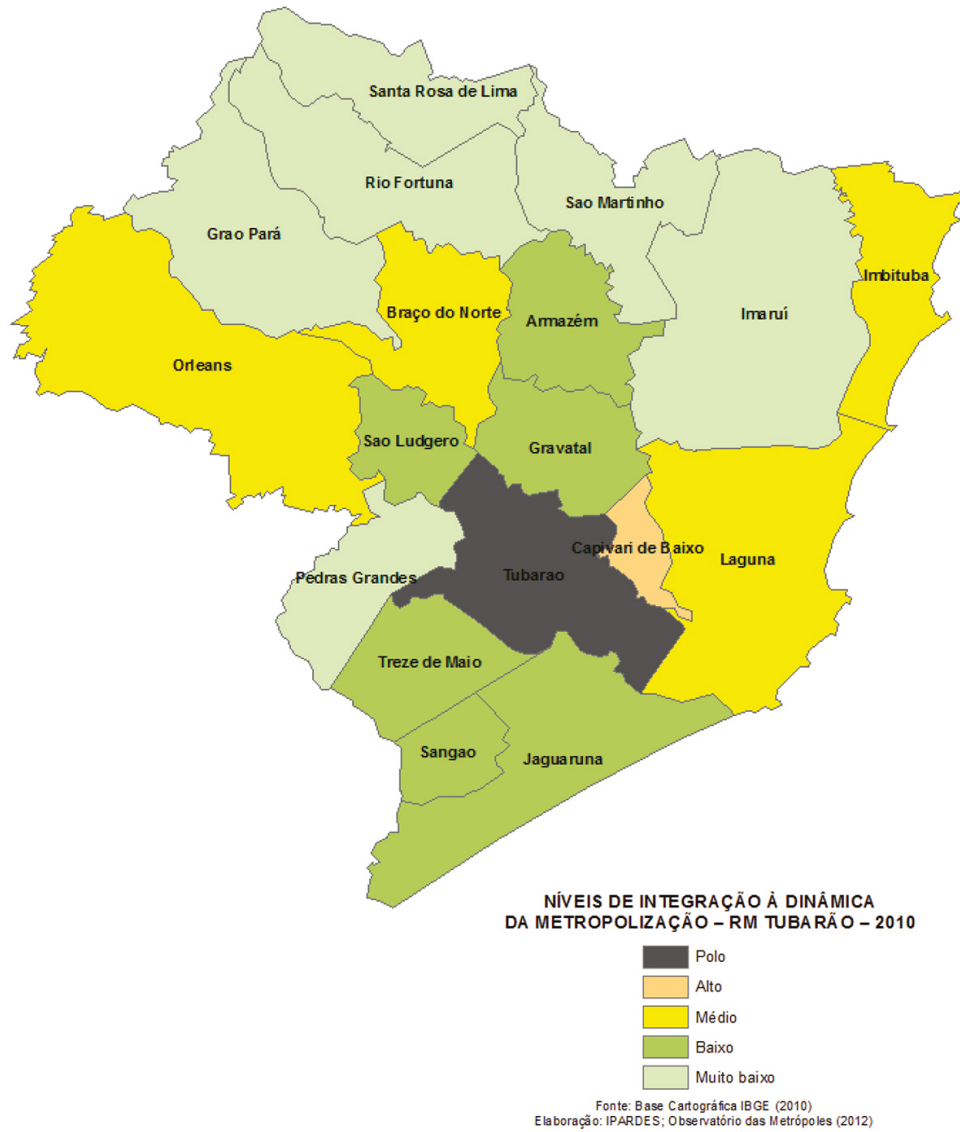 Santa Rosa de Lima
Rio Fortuna
Sao Martinho
Grao Pará
Imbituba
Braço do Norte
Imaruí
Armazém
Orleans
Sao Ludgero
Gravatal
Capivari de Baixo
Laguna
Pedras Grandes
Tubarao
Treze de Maio
Sangao
Jaguaruna
NÍVEIS DE INTEGRAÇÃO À DINÂMICA
DA METROPOLIZAÇÃO – RM TUBARÃO – 2010
Polo
Alto
Médio
Baixo
Muito baixo
Fonte: Base Cartográfica IBGE (2010)
Elaboração: IPARDES; Observatório das Metrópoles (2012)